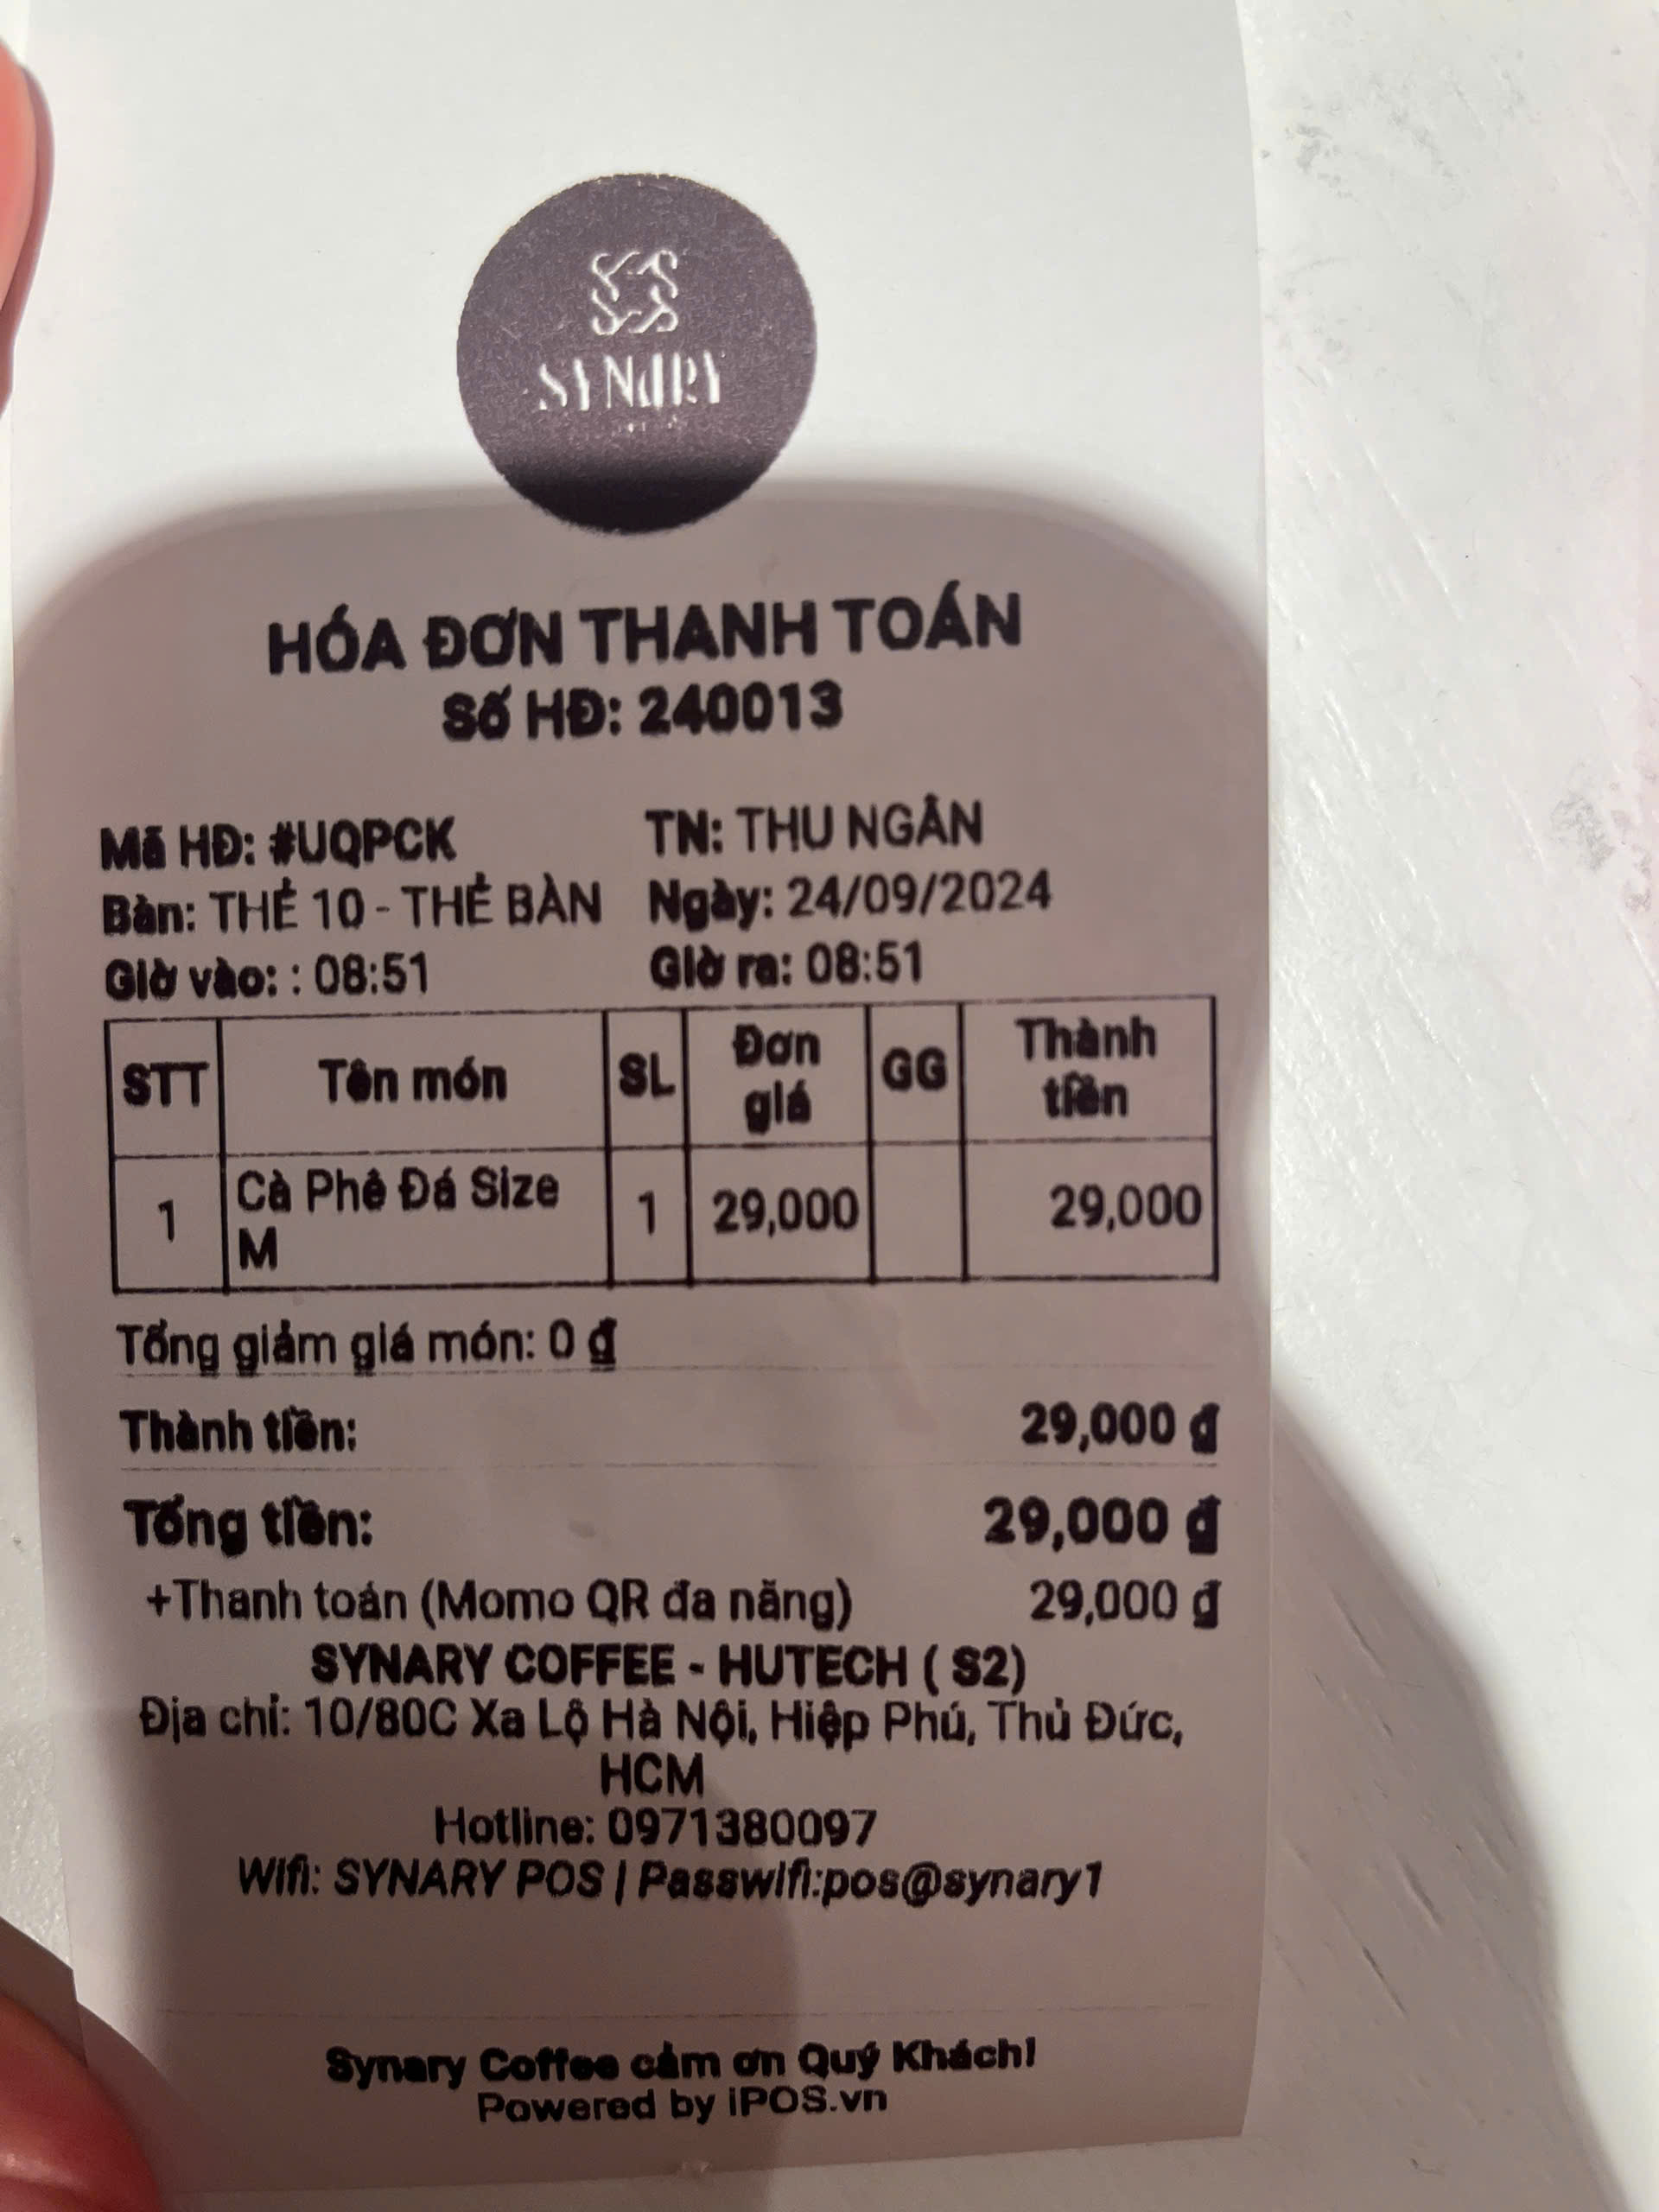 SYNARY
HÓA ĐƠN THANH TOÁN
Số HĐ: 240013
Mã HĐ: #UQPCK TN: THU NGÂN
Bàn: THẺ 10 - THẺ BÀN Ngày: 24/09/2024
Giờ vào: : 08:51 Giờ ra: 08:51
STT Tên món SL Đơn giá GG Thành tiền
1 Cà Phê Đá Size M 1 29,000 29,000
Tổng giảm giá món: 0 ₫
Thành tiền: 29,000 ₫
Tổng tiền: 29,000 ₫
+Thanh toán (Momo QR đa năng) 29,000 ₫
SYNARY COFFEE - HUTECH ( S2)
Địa chỉ: 10/80C Xa Lộ Hà Nội, Hiệp Phú, Thủ Đức,
HCM
Hotline: 0971380097
Wifi: SYNARY POS | Passwifi:pos@synary1
Synary Coffee cảm ơn Quý Khách!
Powered by iPOS.vn